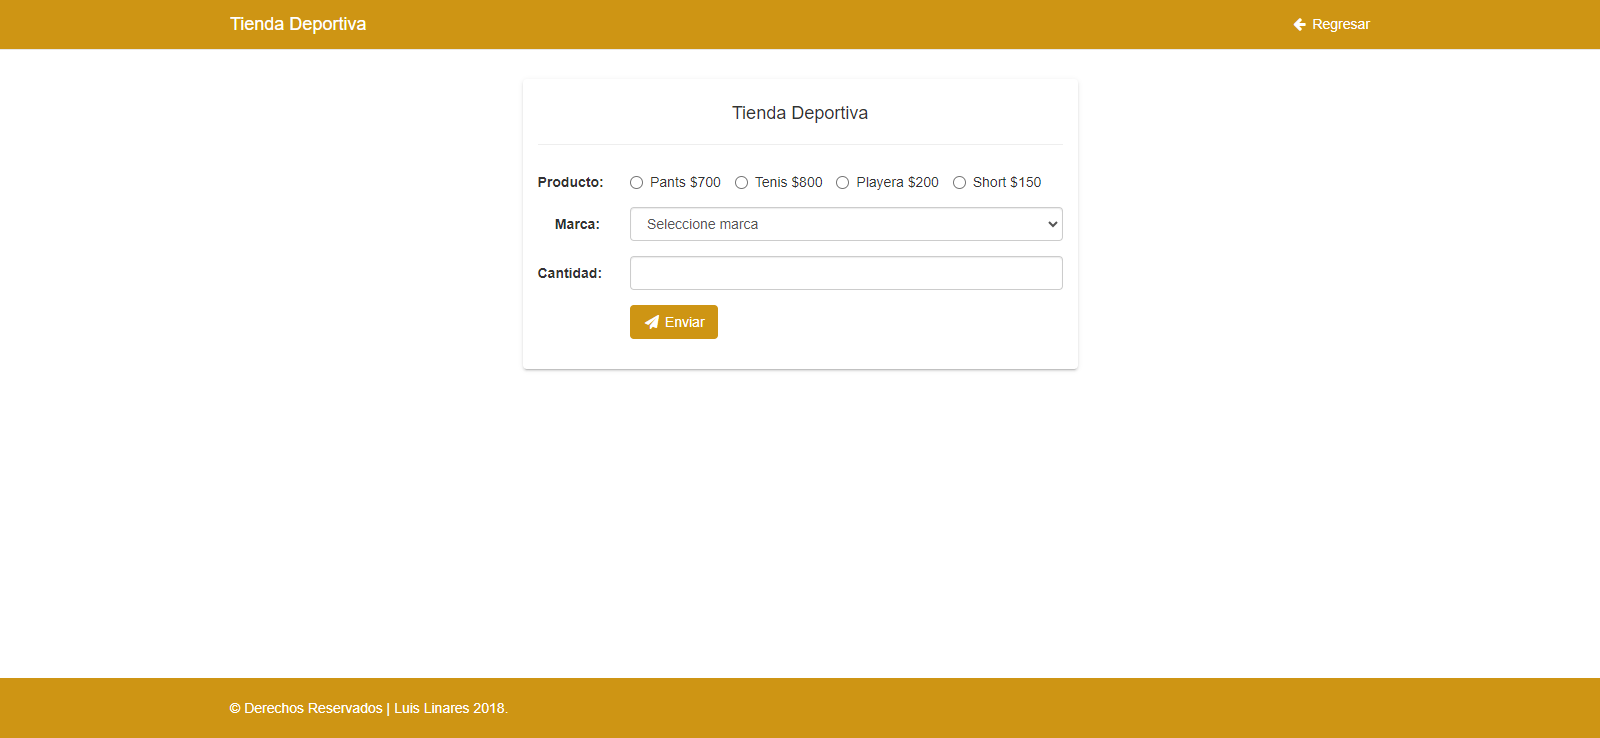 Tienda Deportiva
Regresar
Tienda Deportiva
Producto: Pants $700 Tenis $800 Playera $200 Short $150
Marca: Seleccione marca
Cantidad:
Enviar
© Derechos Reservados | Luis Linares 2018.